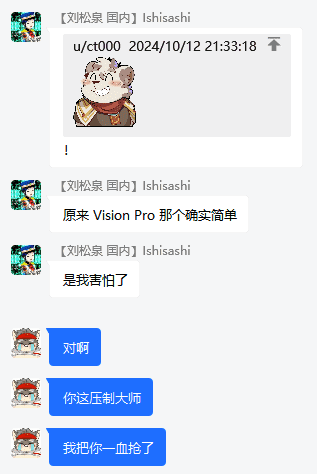 【刘松泉 国内】Ishisashi
u/ct000 2024/10/12 21:33:18
!
【刘松泉 国内】Ishisashi
原来 Vision Pro 那个确实简单
【刘松泉 国内】Ishisashi
是我害怕了
对啊
你这压制大师
我把你一血抢了